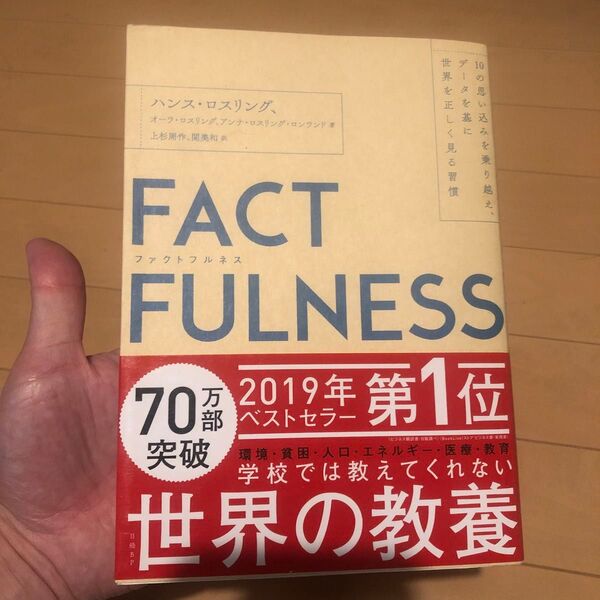 10の思い込みを乗り越え、
データを基に
世界を正しく見る習慣
ハンス・ロスリング、
オーラ・ロスリング、アンナ・ロスリング・ロンランド 著
上杉周作、関美和 訳
FACT
ファクトフルネス
FULNESS
70万部
突破
2019年
ベストセラー
第1位
環境・貧困・人口・エネルギー・医療・教育
学校では教えてくれない
世界の教養
日経BP